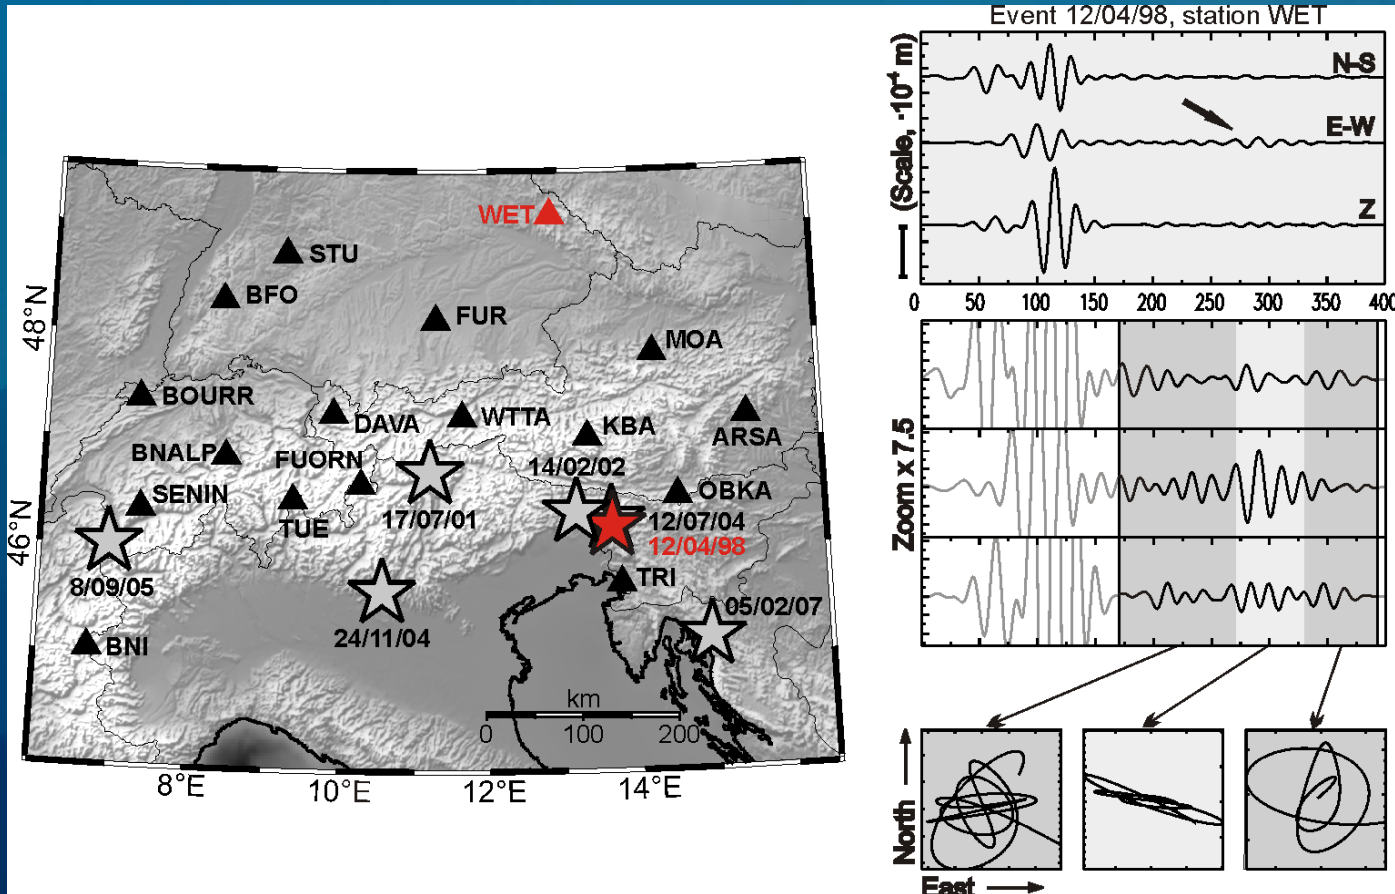 Event 12/04/98, station WET
N-S
E-W
Z
(Scale, ·10⁻⁴ m)
0 50 100 150 200 250 300 350 400
Zoom x 7.5
North
East
WET
STU
BFO
FUR
MOA
BOURR
DAVA
WTTA
KBA
ARSA
BNALP
FUORN
14/02/02
SENIN
OBKA
TUE
17/07/01
12/07/04
12/04/98
8/09/05
TRI
05/02/07
24/11/04
BNI
km
0 100 200
48°N
46°N
8°E 10°E 12°E 14°E